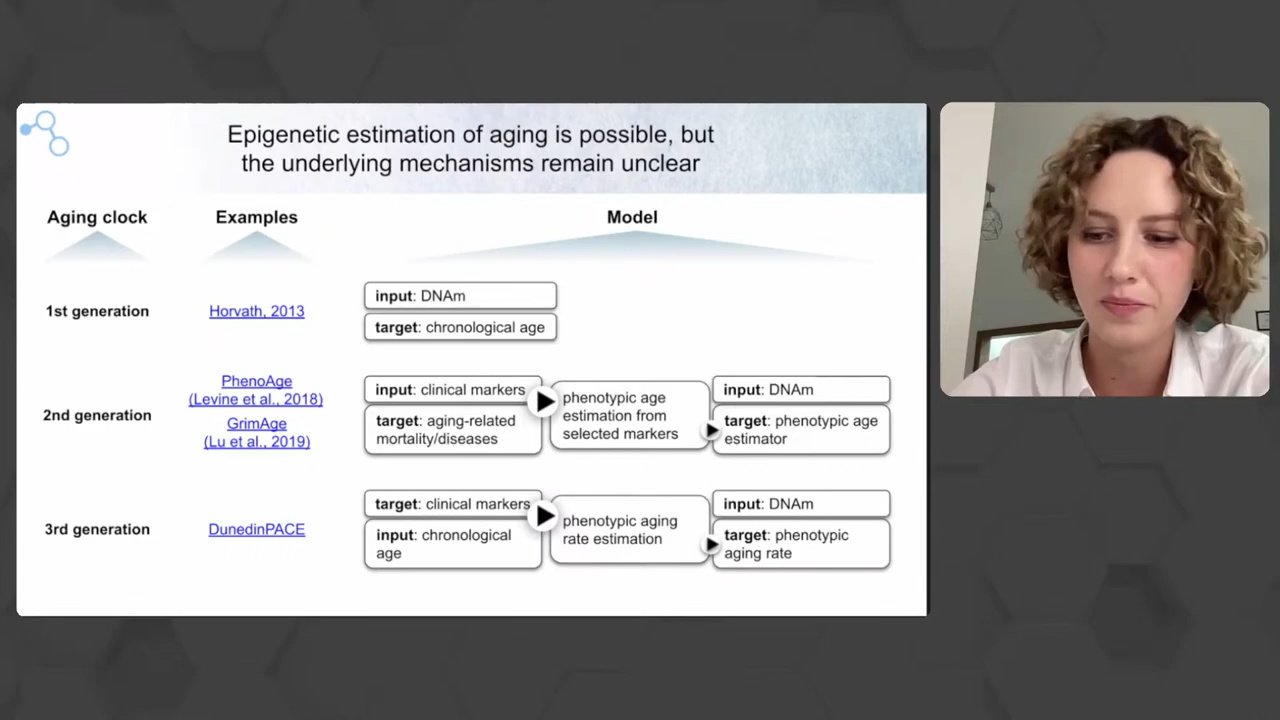 Epigenetic estimation of aging is possible, but
the underlying mechanisms remain unclear
Aging clock
Examples
Model
1st generation
Horvath, 2013
input: DNAm
target: chronological age
2nd generation
PhenoAge
(Levine et al., 2018)
GrimAge
(Lu et al., 2019)
input: clinical markers
target: aging-related
mortality/diseases
phenotypic age
estimation from
selected markers
input: DNAm
target: phenotypic age
estimator
3rd generation
DunedinPACE
target: clinical markers
input: chronological
age
phenotypic aging
rate estimation
input: DNAm
target: phenotypic
aging rate